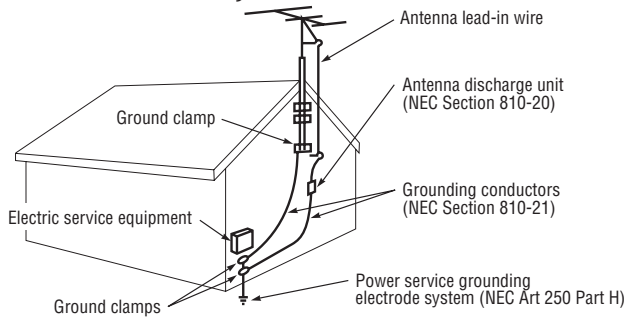 Antenna lead-in wire
Antenna discharge unit
(NEC Section 810-20)
Ground clamp
Grounding conductors
(NEC Section 810-21)
Electric service equipment
Power service grounding
electrode system (NEC Art 250 Part H)
Ground clamps